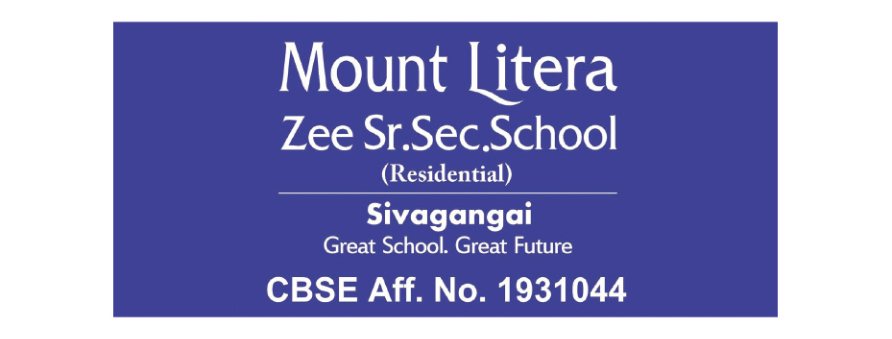 Mount Litera
Zee Sr.Sec.School
(Residential)
Sivagangai
Great School. Great Future
CBSE Aff. No. 1931044